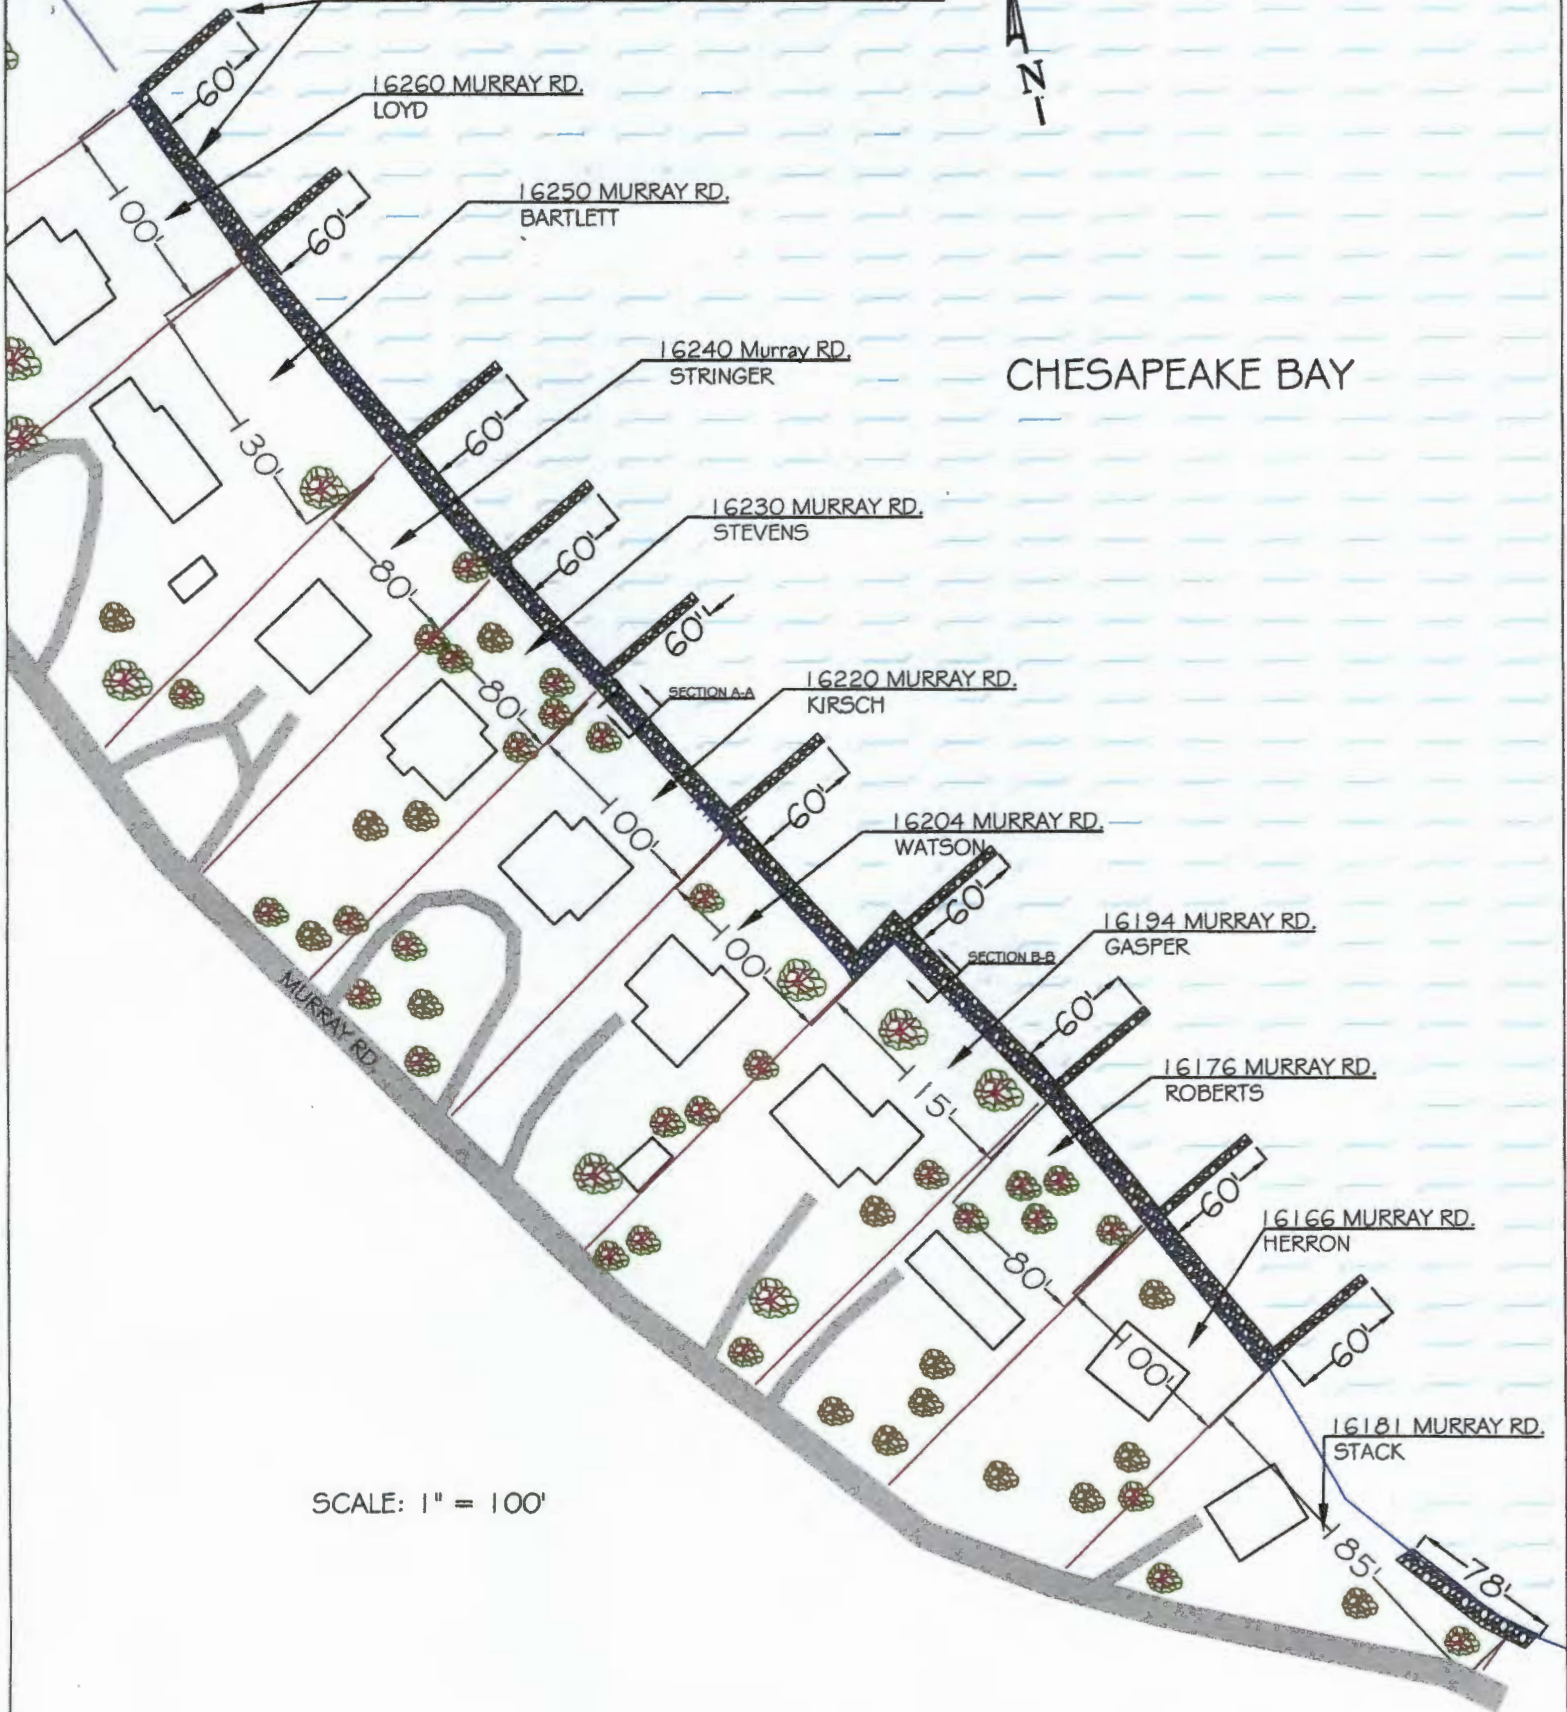 N
60'
16260 MURRAY RD.
LOYD
100'
16250 MURRAY RD.
BARTLETT
60'
16240 Murray RD.
STRINGER
CHESAPEAKE BAY
130'
60'
16230 MURRAY RD.
STEVENS
60'
80'
60'
SECTION A-A
16220 MURRAY RD.
KIRSCH
80'
60'
100'
16204 MURRAY RD.
WATSON
60'
16194 MURRAY RD.
GASPER
100'
SECTION B-B
MURRAY RD.
60'
115'
16176 MURRAY RD.
ROBERTS
60'
16166 MURRAY RD.
HERRON
80'
60'
100'
16181 MURRAY RD.
STACK
SCALE: 1" = 100'
185'
78'